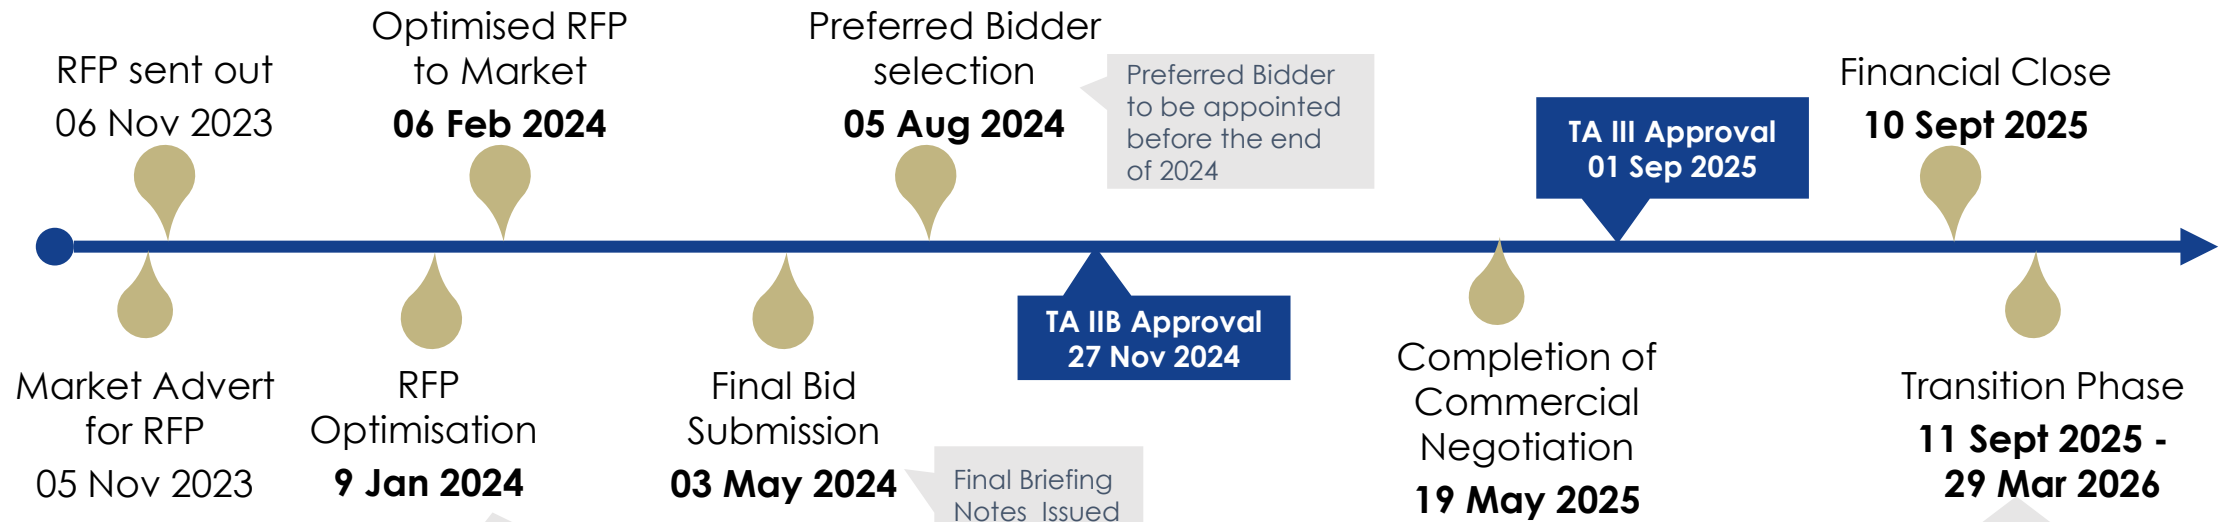 RFP sent out
06 Nov 2023
Optimised RFP
to Market
06 Feb 2024
Preferred Bidder
selection
05 Aug 2024
Preferred Bidder
to be appointed
before the end
of 2024
TA III Approval
01 Sep 2025
Financial Close
10 Sept 2025
Market Advert
for RFP
05 Nov 2023
RFP
Optimisation
9 Jan 2024
Final Bid
Submission
03 May 2024
Final Briefing
Notes Issued
TA IIB Approval
27 Nov 2024
Completion of
Commercial
Negotiation
19 May 2025
Transition Phase
11 Sept 2025 -
29 Mar 2026